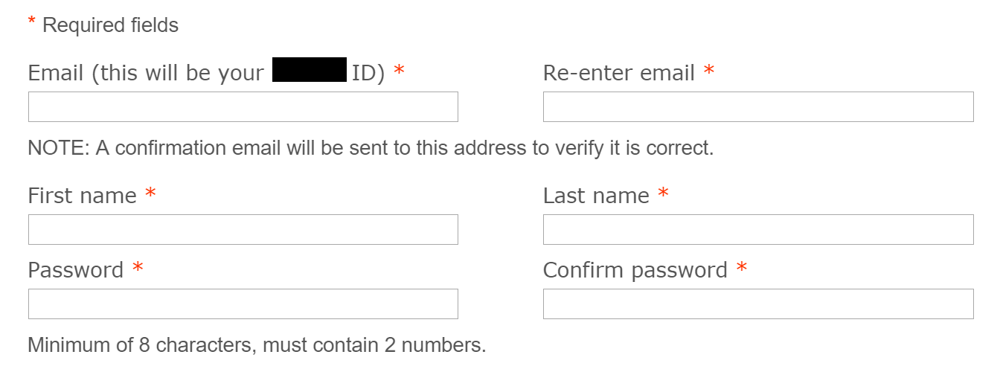 * Required fields
Email (this will be your ID) * Re-enter email *
NOTE: A confirmation email will be sent to this address to verify it is correct.
First name * Last name *
Password * Confirm password *
Minimum of 8 characters, must contain 2 numbers.